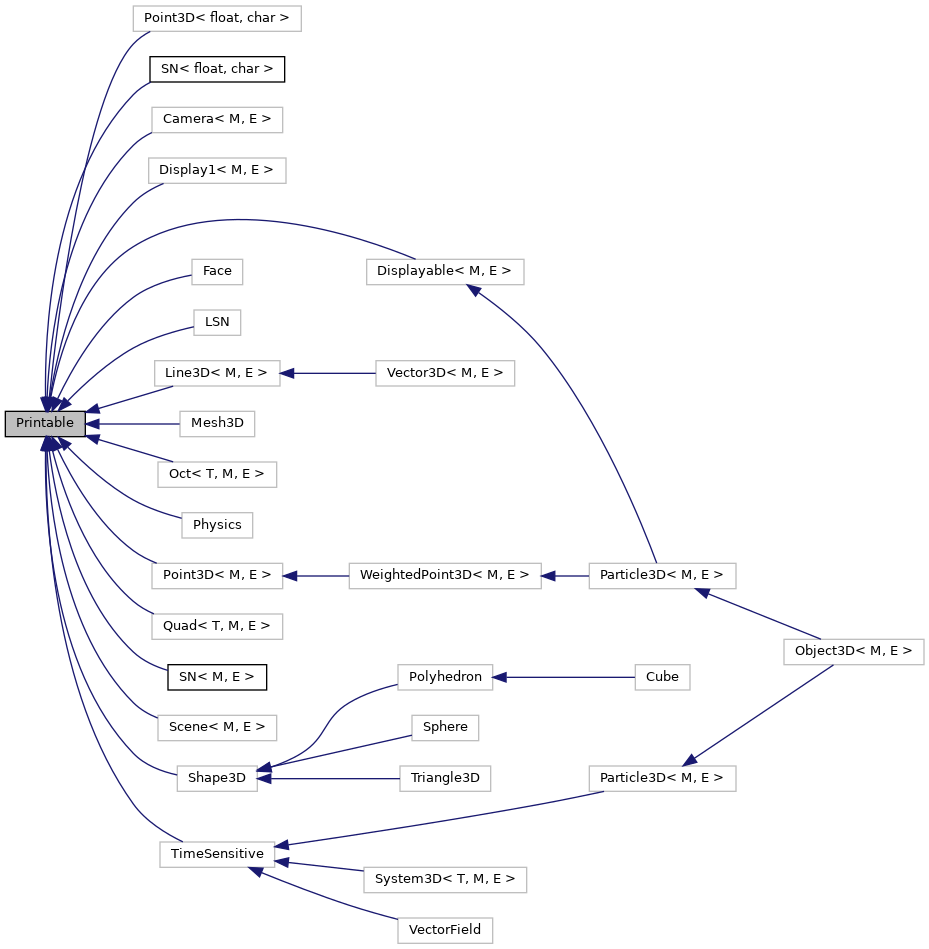 Point3D< float, char >
SN< float, char >
Camera< M, E >
Display1< M, E >
Displayable< M, E >
Face
LSN
Line3D< M, E >
Vector3D< M, E >
Printable
Mesh3D
Oct< T, M, E >
Physics
Point3D< M, E >
WeightedPoint3D< M, E >
Particle3D< M, E >
Quad< T, M, E >
Object3D< M, E >
SN< M, E >
Polyhedron
Cube
Scene< M, E >
Sphere
Shape3D
Triangle3D
Particle3D< M, E >
TimeSensitive
System3D< T, M, E >
VectorField